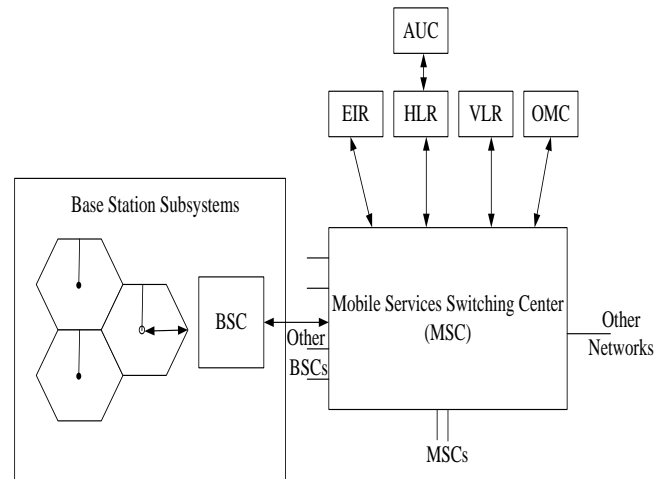 AUC
EIR
HLR
VLR
OMC
Base Station Subsystems
BSC
Mobile Services Switching Center
(MSC)
Other
BSCs
Other
Networks
MSCs